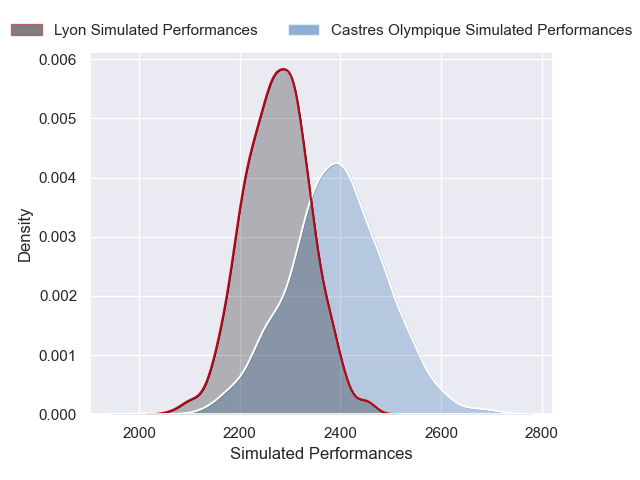 Lyon Simulated Performances
Castres Olympique Simulated Performances
0.006
0.005
0.004
0.003
0.002
0.001
0.000
Density
2000 2200 2400 2600 2800
Simulated Performances